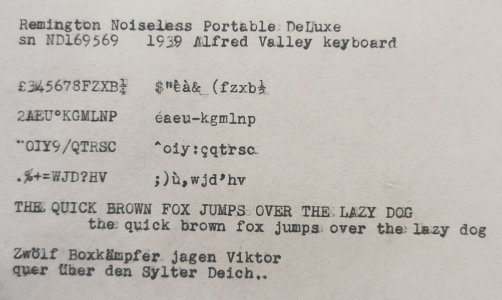 Remington Noiseless Portable DeLuxe
sn ND169569 1939 Alfred Valley keyboard
£345678FZXB½ $"èà&_(fzxb¼
2AEU°KGMLNP éaeu-kgmlnp
¨OIY9/QTRSC ^oiy:çqtrsc
.%+=WJD?HV ;)ù,wjd'hv
THE QUICK BROWN FOX JUMPS OVER THE LAZY DOG
the quick brown fox jumps over the lazy dog
Zwölf Boxkämpfer jagen Viktor
quer über den Sylter Deich..